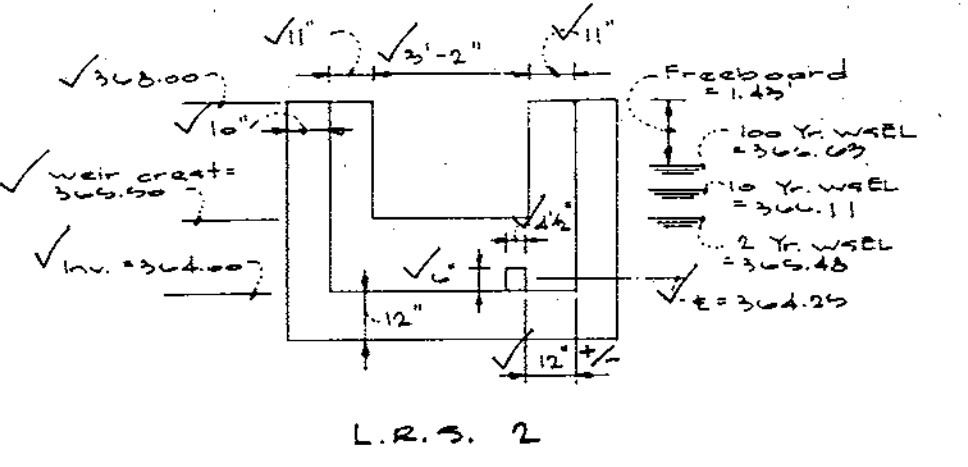 11"
3'-2"
11"
368.00
10"
Freeboard
= 1.43'
100 Yr. WSEL
= 366.63
weir crest =
365.50
10 Yr. WSEL
= 366.11
4½"
2 Yr. WSEL
= 365.48
Inv. = 364.00
6"
℄ = 364.25
12"
12" +/-
L.R.S. 2